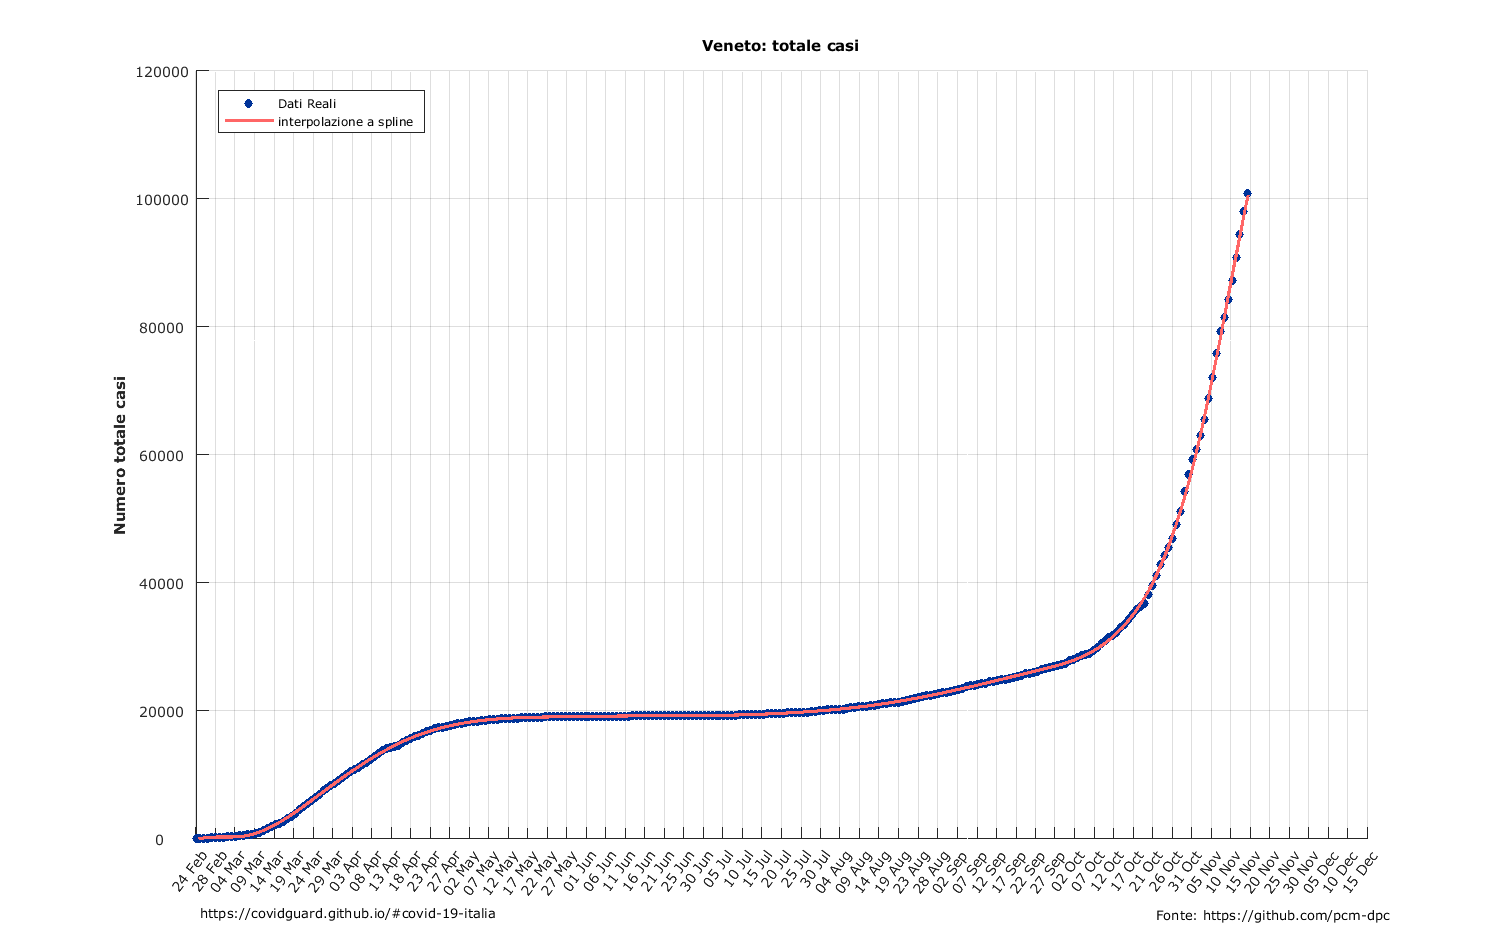 Veneto: totale casi
120000
100000
80000
60000
40000
20000
0
Numero totale casi
Dati Reali
interpolazione a spline
24 Feb
28 Feb
04 Mar
09 Mar
14 Mar
19 Mar
24 Mar
29 Mar
03 Apr
08 Apr
13 Apr
18 Apr
23 Apr
27 Apr
02 May
07 May
12 May
17 May
22 May
27 May
01 Jun
06 Jun
11 Jun
16 Jun
21 Jun
25 Jun
30 Jun
05 Jul
10 Jul
15 Jul
20 Jul
25 Jul
30 Jul
04 Aug
09 Aug
14 Aug
19 Aug
23 Aug
28 Aug
02 Sep
07 Sep
12 Sep
17 Sep
22 Sep
27 Sep
02 Oct
07 Oct
12 Oct
17 Oct
21 Oct
26 Oct
31 Oct
05 Nov
10 Nov
15 Nov
20 Nov
25 Nov
30 Nov
05 Dec
10 Dec
15 Dec
https://covidguard.github.io/#covid-19-italia
Fonte: https://github.com/pcm-dpc